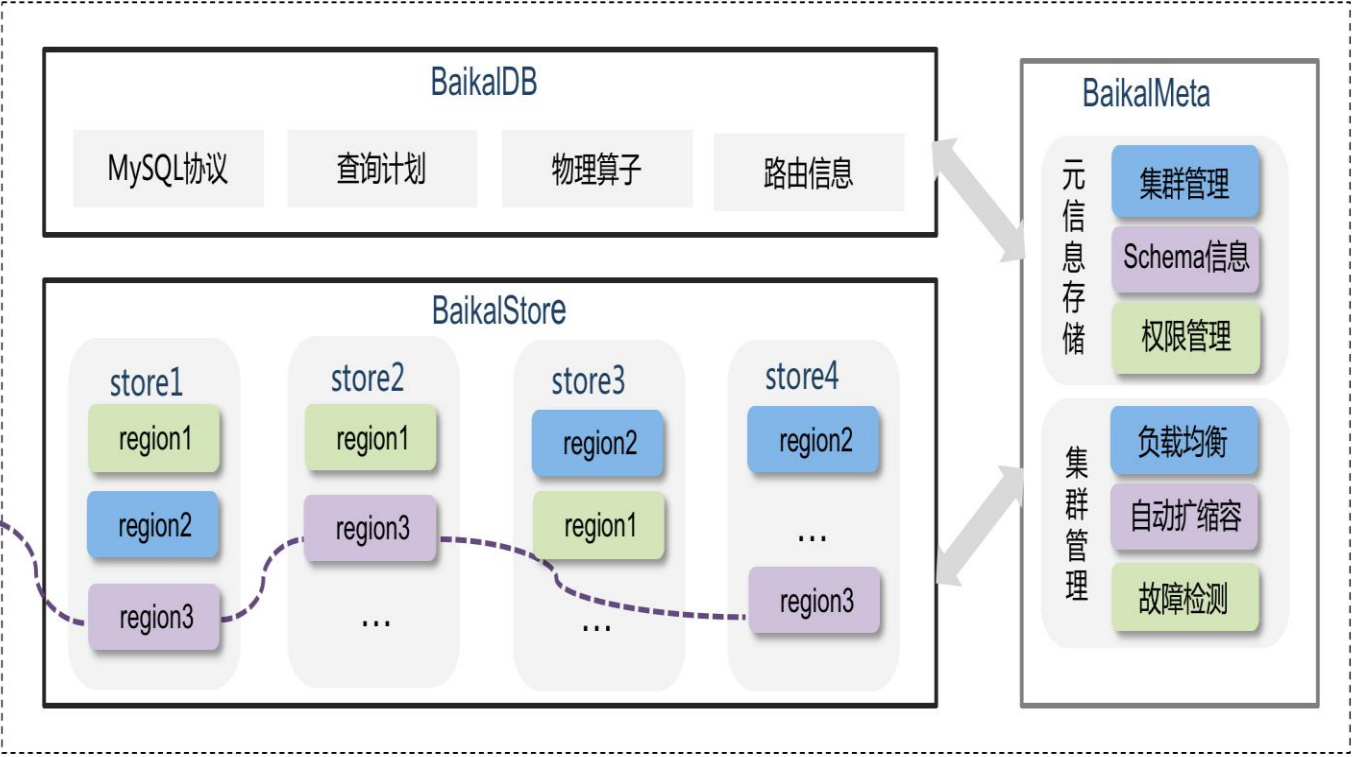 BaikalDB
MySQL协议
查询计划
物理算子
路由信息
BaikalStore
store1
region1
region2
region3
store2
region1
region3
...
store3
region2
region1
...
store4
region2
...
region3
BaikalMeta
元信息存储
集群管理
Schema信息
权限管理
集群管理
负载均衡
自动扩缩容
故障检测